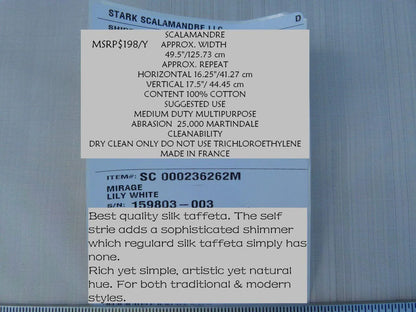 STARK SCALAMANDRE LLC
D
SCALAMANDRE
MSRP$198/Y APPROX. WIDTH
49.5"/125.73 cm
APPROX. REPEAT
HORIZONTAL 16.25"/41.27 cm
VERTICAL 17.5"/ 44.45 cm
CONTENT 100% COTTON
SUGGESTED USE
MEDIUM DUTY MULTIPURPOSE
ABRASION 25,000 MARTINDALE
CLEANABILITY
DRY CLEAN ONLY DO NOT USE TRICHLOROETHYLENE
MADE IN FRANCE
ITEM#: SC 000236262M
MIRAGE
LILY WHITE
S/N: 159803-003
Best quality silk taffeta. The self
strie adds a sophisticated shimmer
which regulard silk taffeta simply has
none.
Rich yet simple, artistic yet natural
hue. For both traditional & modern
styles.